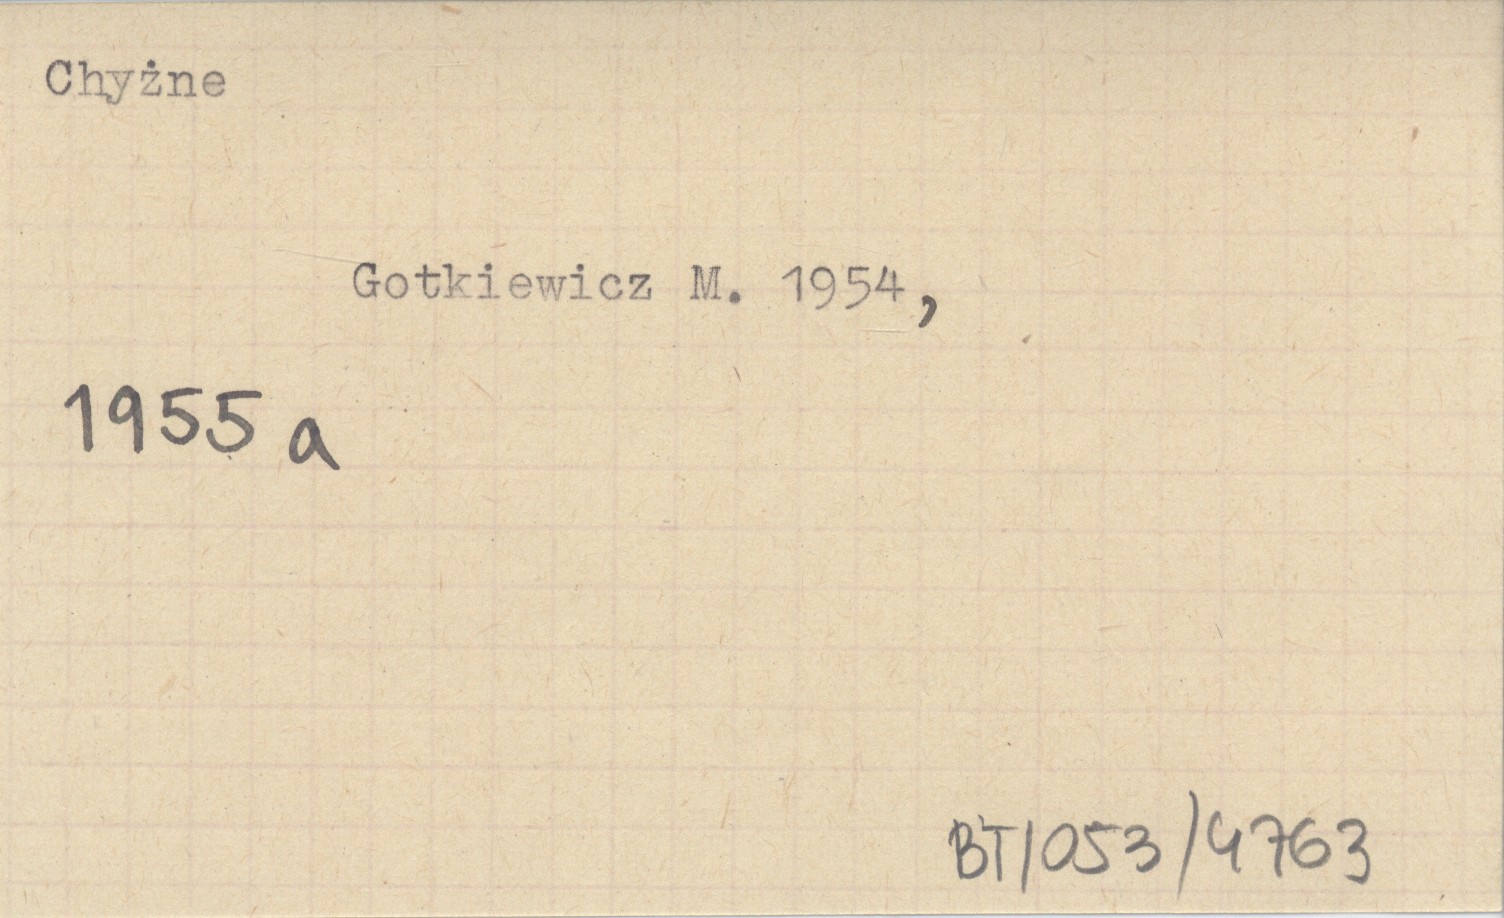 Chyżne
Gotkiewicz M. 1954,
1955 a
BT/053/4763